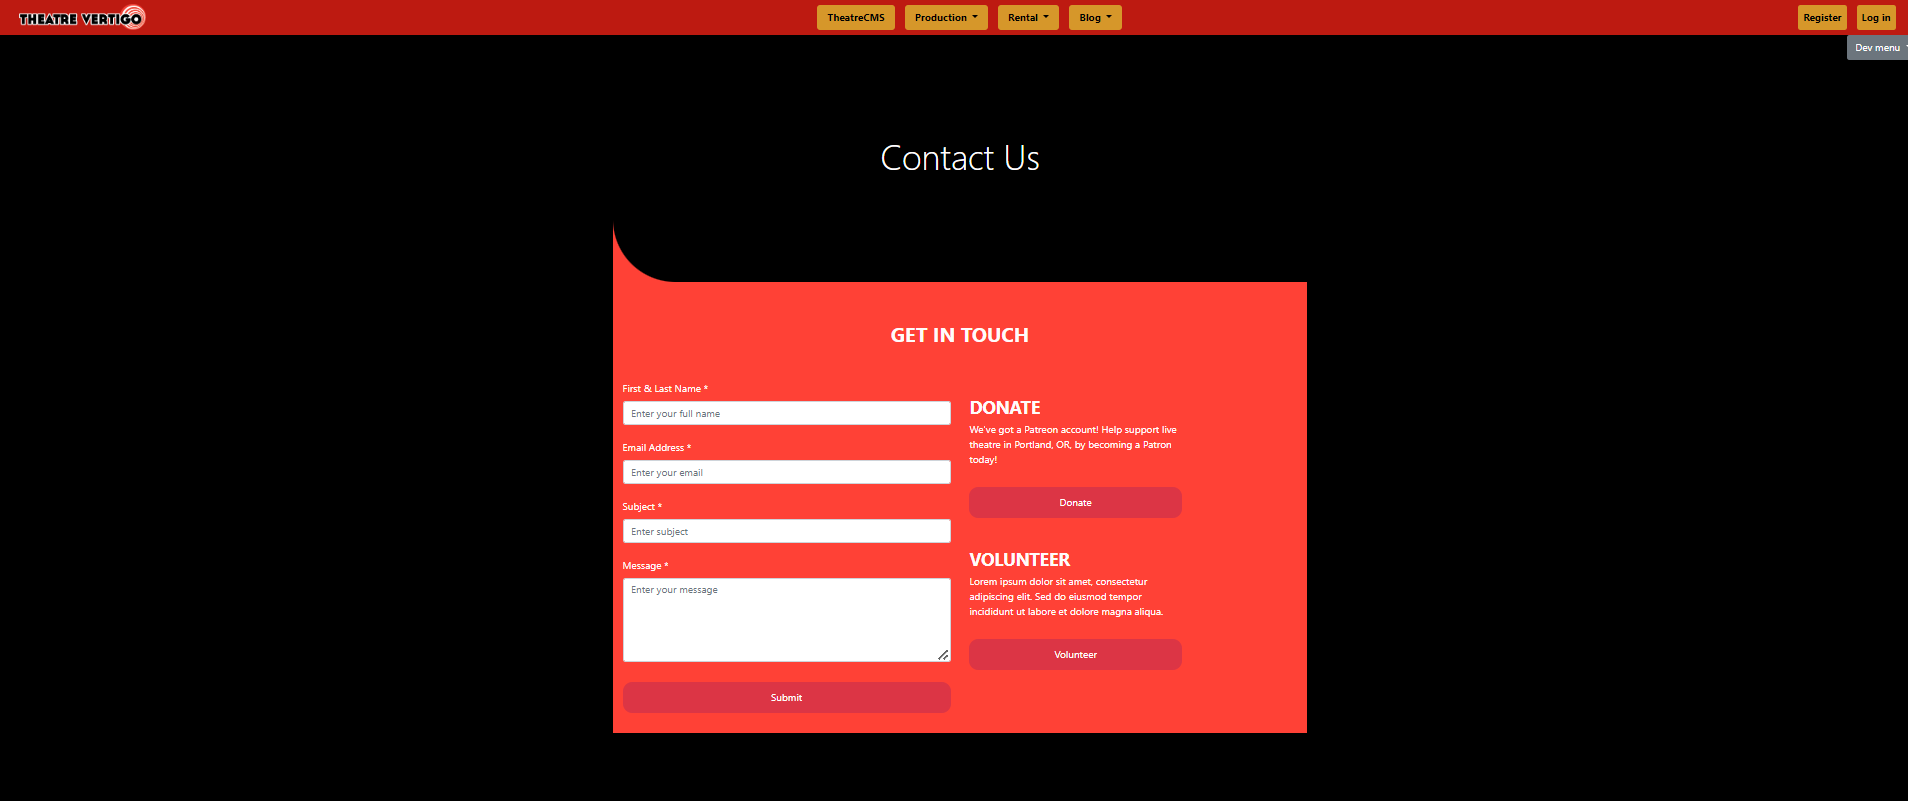 THEATRE VERTIGO
TheatreCMS
Production
Rental
Blog
Register
Log in
Dev menu
Contact Us
GET IN TOUCH
First & Last Name *
Enter your full name
Email Address *
Enter your email
Subject *
Enter subject
Message *
Enter your message
Submit
DONATE
We've got a Patreon account! Help support live
theatre in Portland, OR, by becoming a Patron
today!
Donate
VOLUNTEER
Lorem ipsum dolor sit amet, consectetur
adipiscing elit. Sed do eiusmod tempor
incididunt ut labore et dolore magna aliqua.
Volunteer